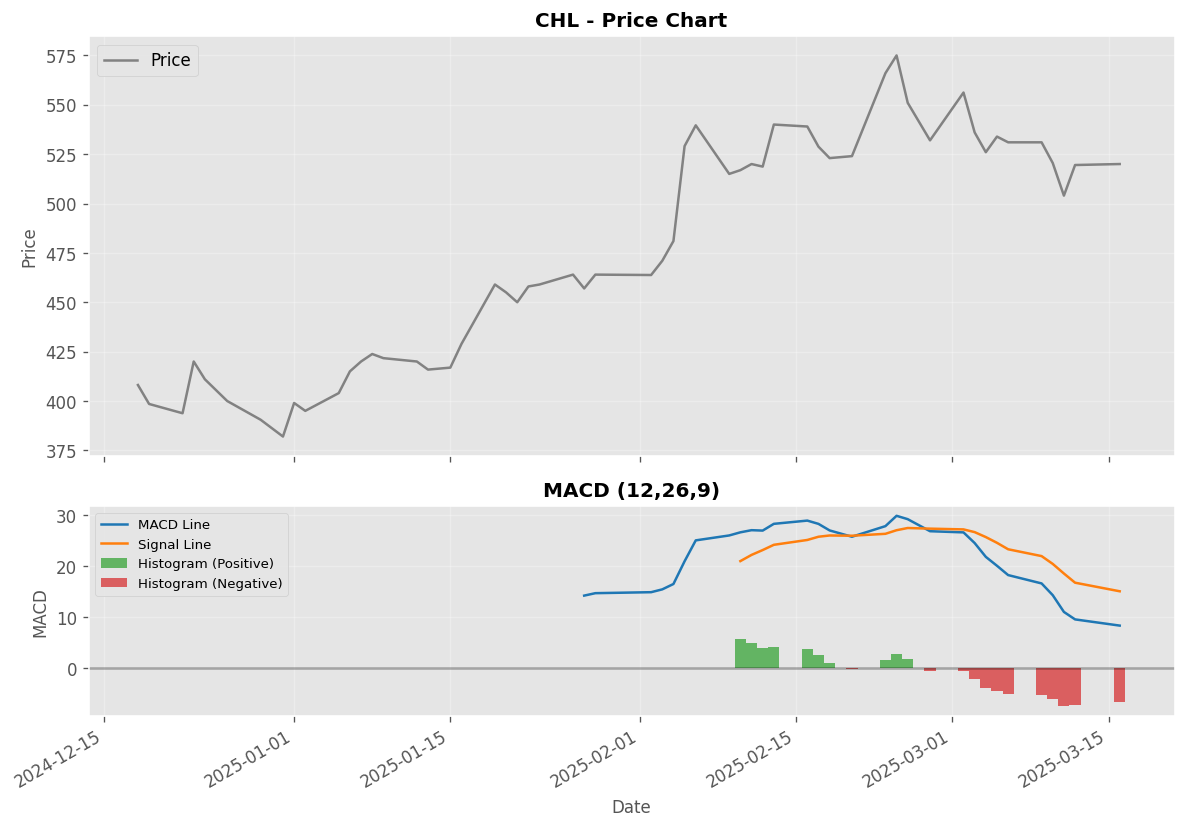 CHL - Price Chart
Price
575
550
525
500
475
450
425
400
375
Price
MACD (12,26,9)
MACD Line
Signal Line
Histogram (Positive)
Histogram (Negative)
30
20
10
0
MACD
2024-12-15
2025-01-01
2025-01-15
2025-02-01
2025-02-15
2025-03-01
2025-03-15
Date